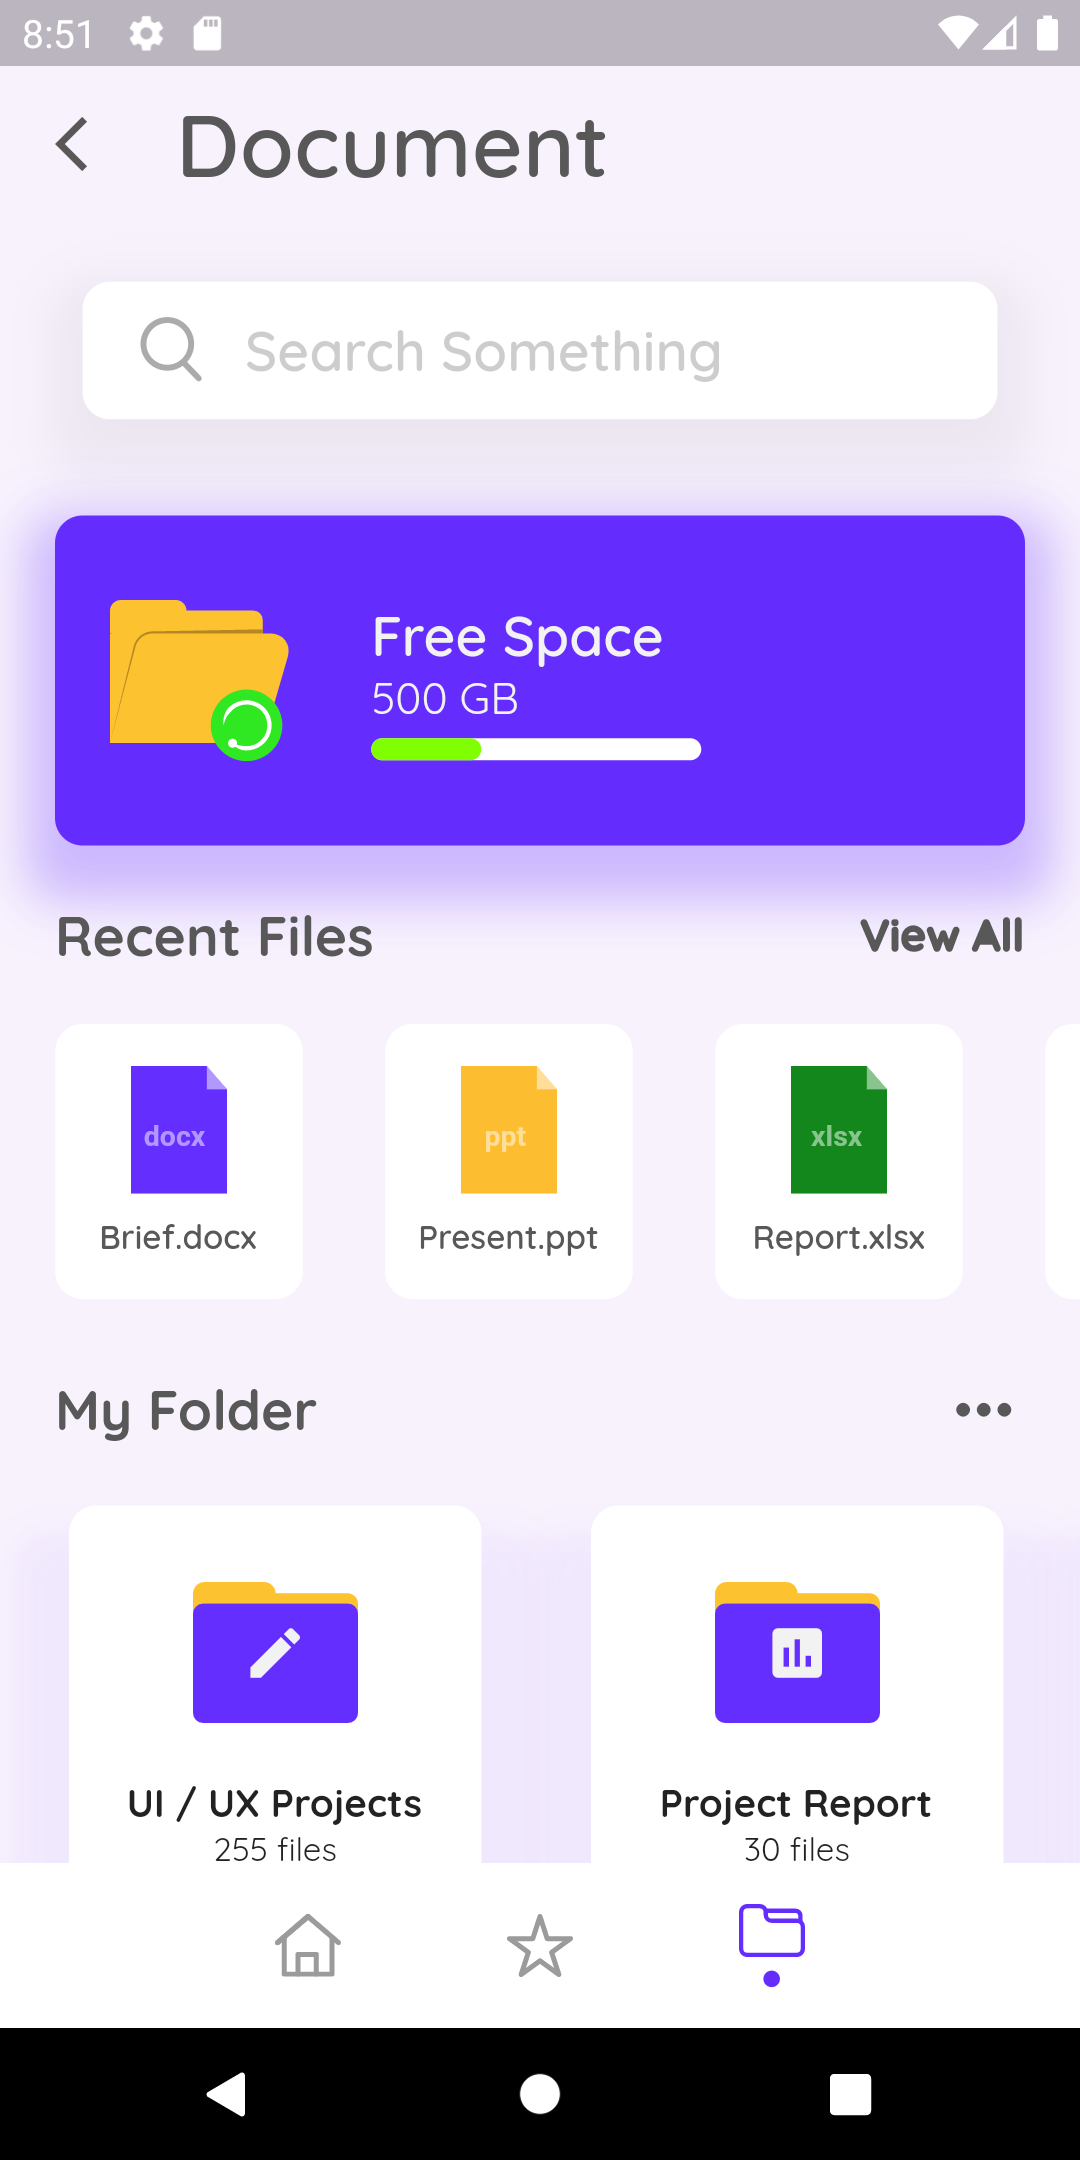 8:51
Document
Search Something
Free Space
500 GB
Recent Files
View All
docx
ppt
xlsx
Brief.docx
Present.ppt
Report.xlsx
My Folder
UI / UX Projects
255 files
Project Report
30 files